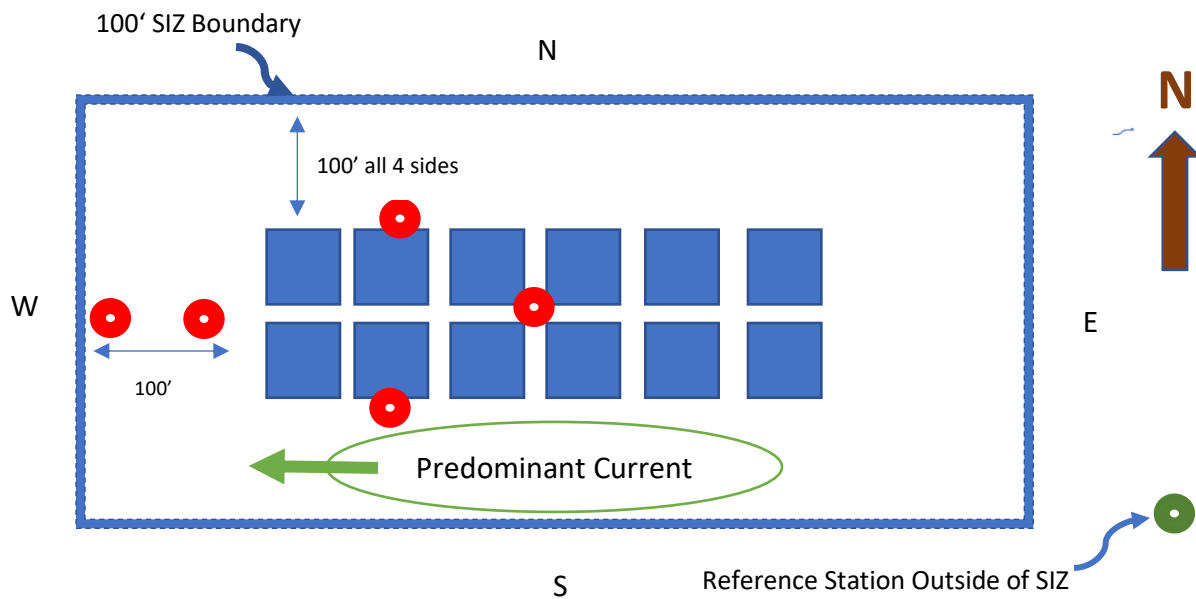 100‘ SIZ Boundary
N
N
100’ all 4 sides
W
E
100’
Predominant Current
Reference Station Outside of SIZ
S